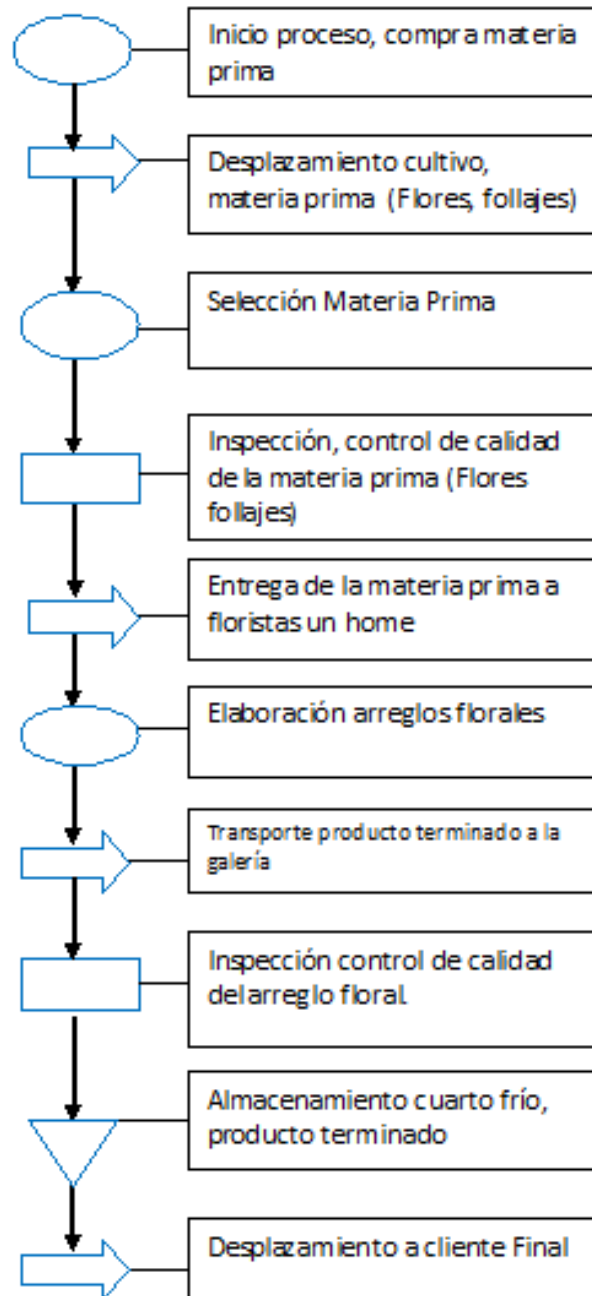 Inicio proceso, compra materia
prima
Desplazamiento cultivo,
materia prima (Flores, follajes)
Selección Materia Prima
Inspección, control de calidad
de la materia prima (Flores
follajes)
Entrega de la materia prima a
floristas un home
Elaboración arreglos florales
Transporte producto terminado a la
galería
Inspección control de calidad
del arreglo floral.
Almacenamiento cuarto frío,
producto terminado
Desplazamiento a cliente Final